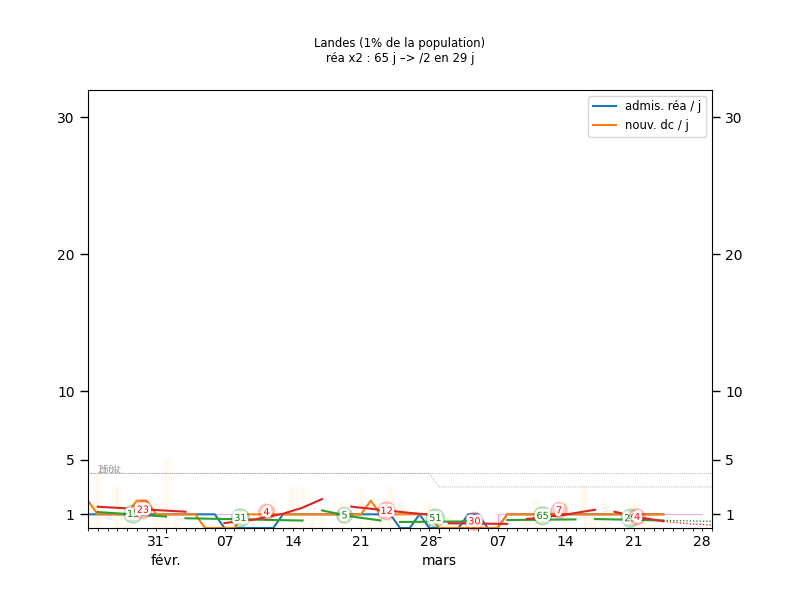 Landes (1% de la population)
réa x2 : 65 j –> /2 en 29 j
admis. réa / j
nouv. dc / j
30 30
20 20
10 10
5 5
1 1
23 31 4 5 12 51 30 65 7 4
31 07 14 21 28 07 14 21 28
févr. mars